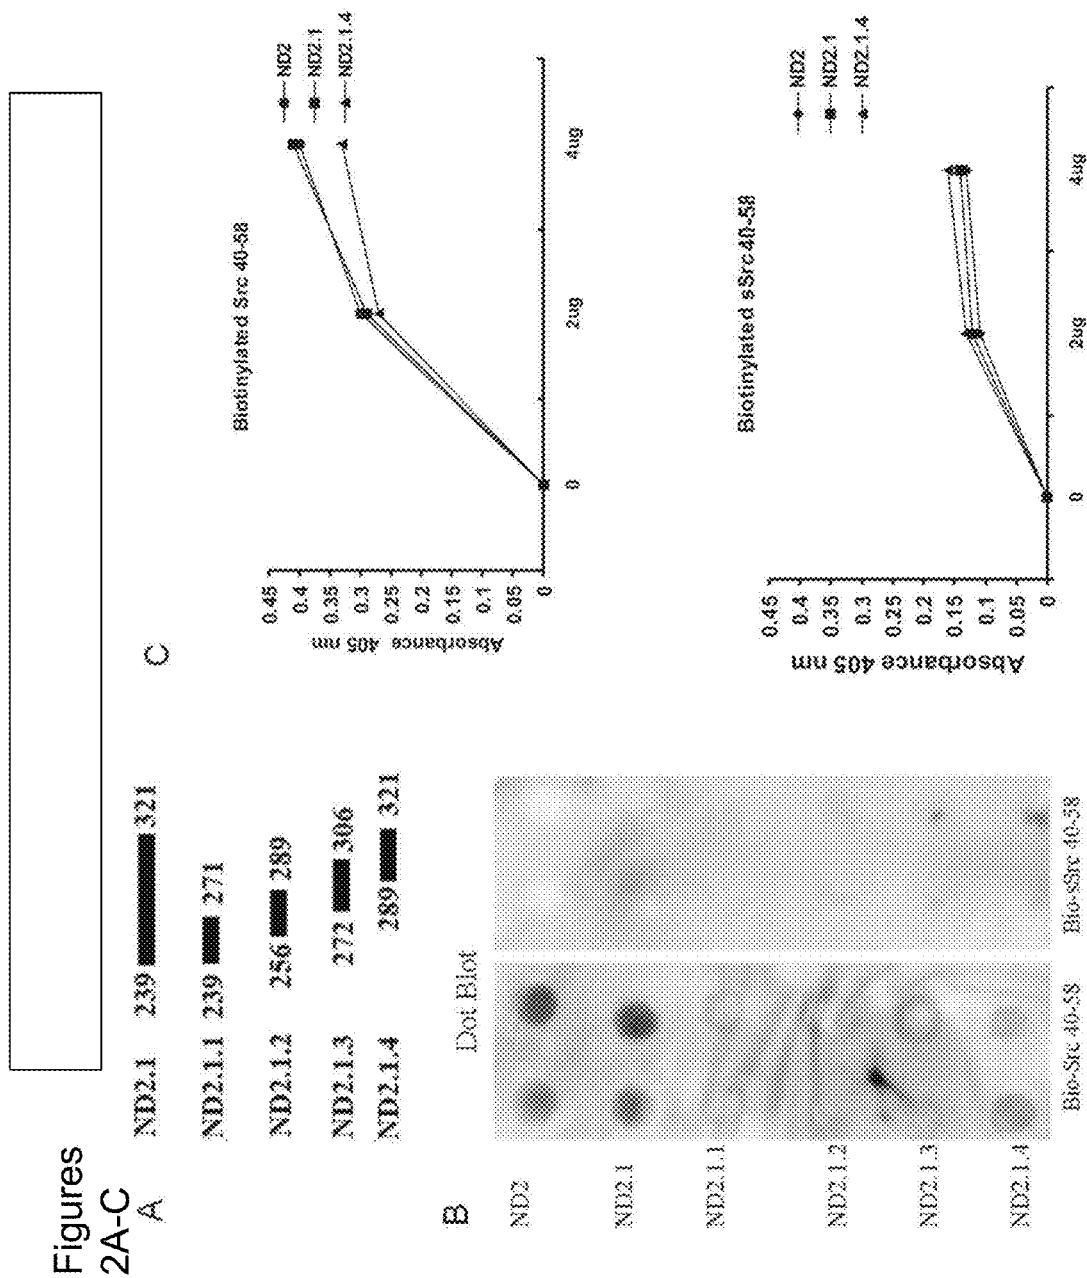 Figures
2A-C
A
ND2.1 239 321
ND2.1.1 239 271
ND2.1.2 256 289
ND2.1.3 272 306
ND2.1.4 289 321
B
Dot Blot
ND2
ND2.1
ND2.1.1
ND2.1.2
ND2.1.3
ND2.1.4
Bio-Src 40-58 Bio-sSrc 40-58
C
Biotinylated Src 40-58
Absorbance 405 nm
0.45
0.4
0.35
0.3
0.25
0.2
0.15
0.1
0.05
0
0 2ug 4ug
ND2
ND2.1
ND2.1.4
Biotinylated sSrc40-58
Absorbance 405 nm
0.45
0.4
0.35
0.3
0.25
0.2
0.15
0.1
0.05
0
0 2ug 4ug
ND2
ND2.1
ND2.1.4